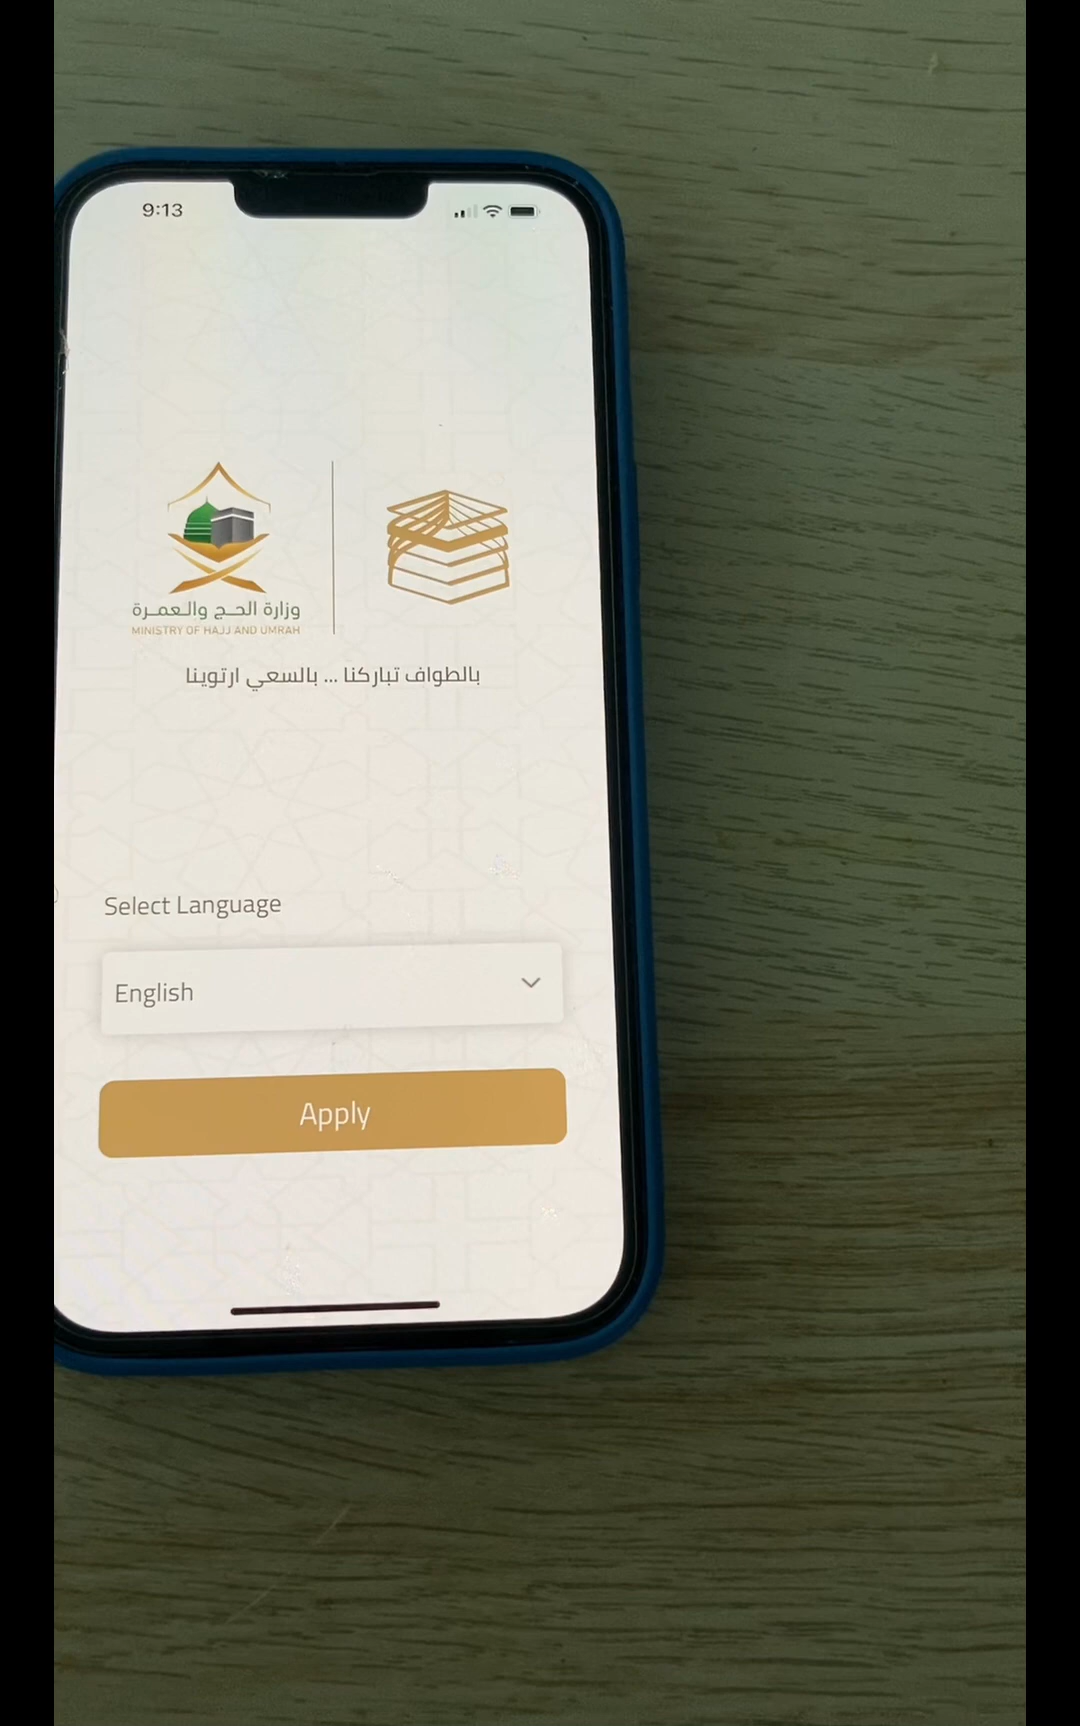 9:13
وزارة الحج والعمرة
MINISTRY OF HAJJ AND UMRAH
بالطواف تباركنا ... بالسعي ارتوينا
Select Language
English
Apply